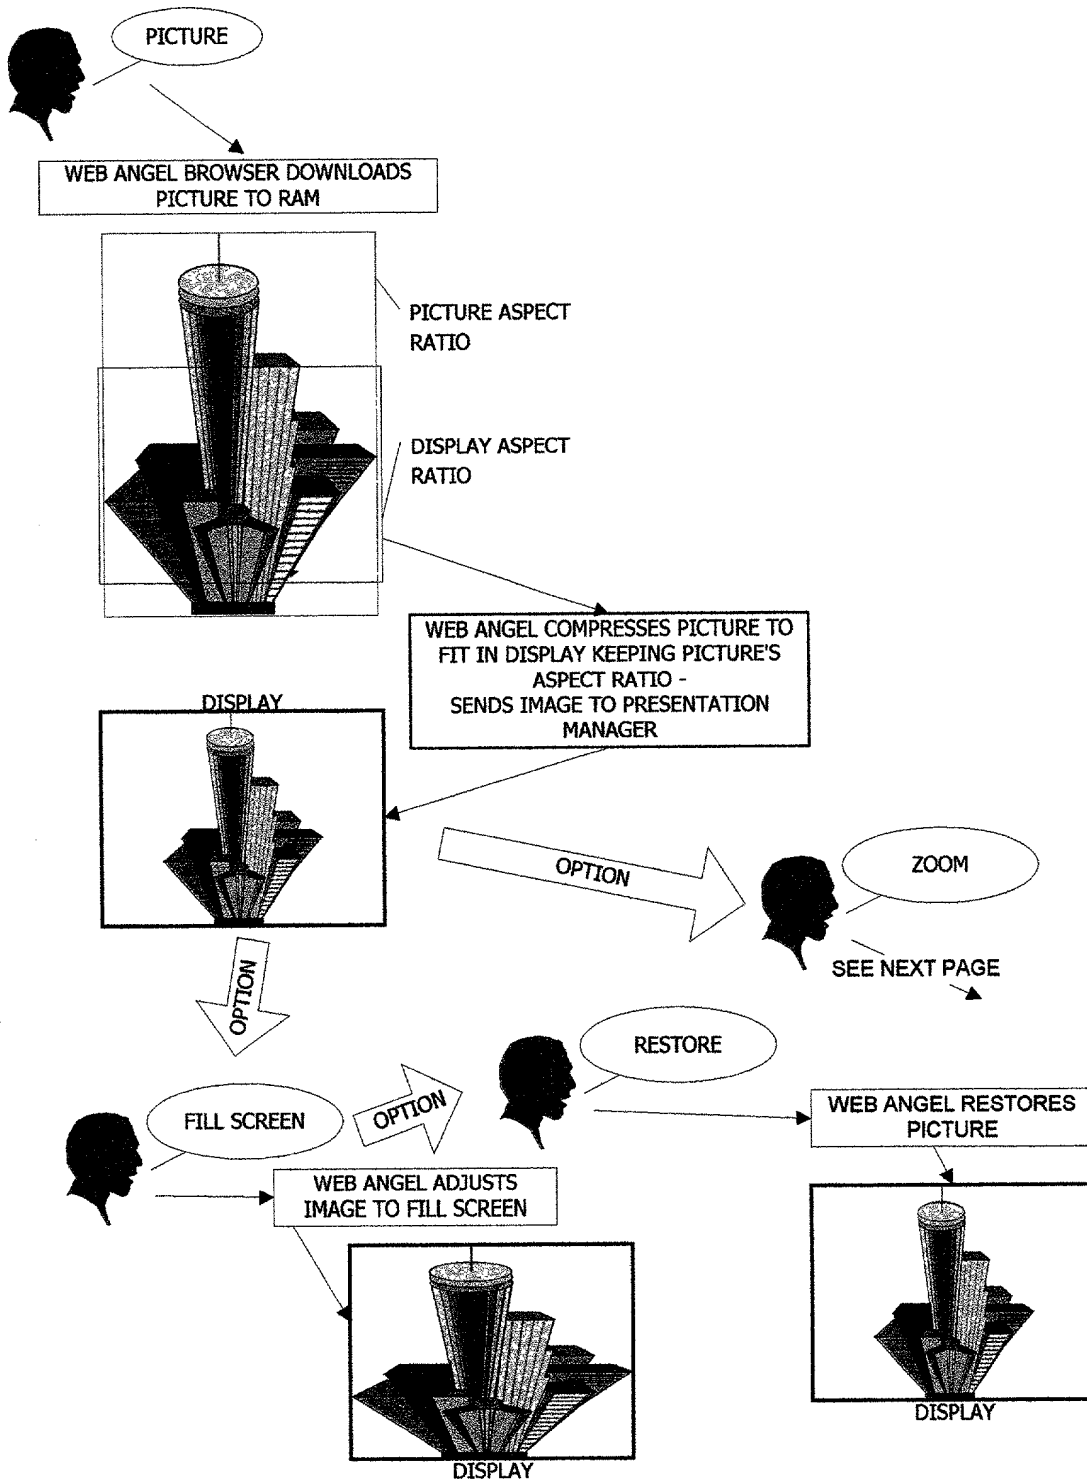 PICTURE
WEB ANGEL BROWSER DOWNLOADS
PICTURE TO RAM
PICTURE ASPECT
RATIO
DISPLAY ASPECT
RATIO
WEB ANGEL COMPRESSES PICTURE TO
FIT IN DISPLAY KEEPING PICTURE'S
ASPECT RATIO -
SENDS IMAGE TO PRESENTATION
MANAGER
DISPLAY
OPTION
ZOOM
SEE NEXT PAGE
OPTION
RESTORE
FILL SCREEN
OPTION
WEB ANGEL RESTORES
PICTURE
WEB ANGEL ADJUSTS
IMAGE TO FILL SCREEN
DISPLAY
DISPLAY